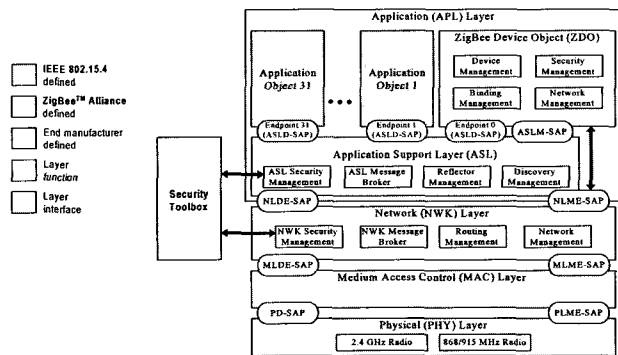 Application (APL) Layer
ZigBee Device Object (ZDO)
IEEE 802.15.4
defined
ZigBee™ Alliance
defined
End manufacturer
defined
Layer
function
Layer
interface
Application
Object 31
Application
Object 1
Device
Management
Security
Management
Binding
Management
Network
Management
Endpoint 31
(ASLD-SAP)
Endpoint 1
(ASLD-SAP)
Endpoint 0
(ASLD-SAP)
ASLM-SAP
Application Support Layer (ASL)
ASL Security
Management
ASL Message
Broker
Reflector
Management
Discovery
Management
Security
Toolbox
NLDE-SAP
NLME-SAP
Network (NWK) Layer
NWK Security
Management
NWK Message
Broker
Routing
Management
Network
Management
MLDE-SAP
MLME-SAP
Medium Access Control (MAC) Layer
PD-SAP
PLME-SAP
Physical (PHY) Layer
2.4 GHz Radio
868/915 MHz Radio